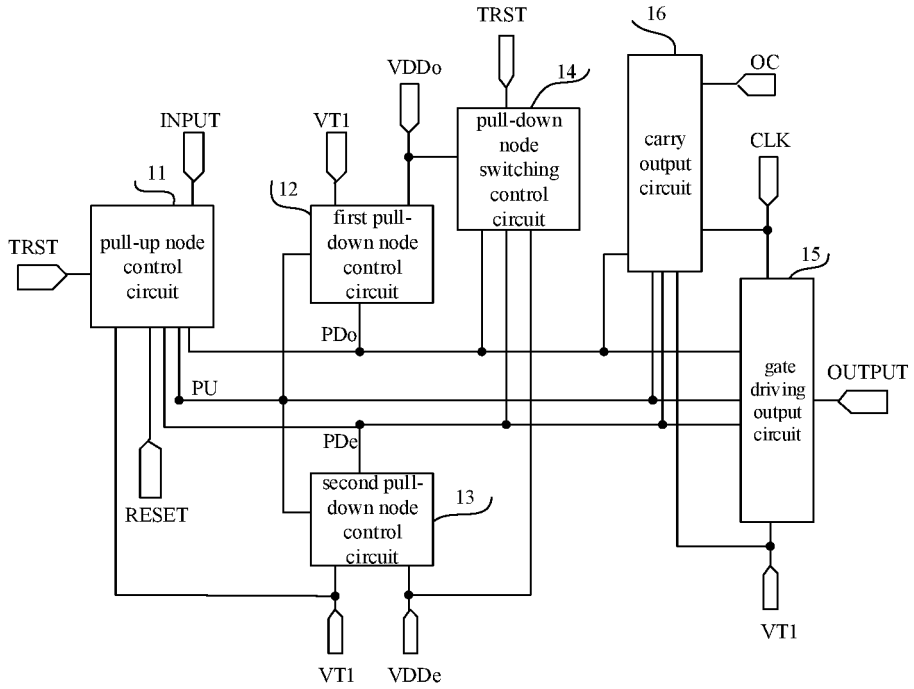 16
TRST
OC
VDDo
14
INPUT
VT1
pull-down
node
switching
control
circuit
carry
output
circuit
CLK
11
12
TRST
pull-up node
control
circuit
first pull-
down node
control
circuit
15
PDo
PU
gate
driving
output
circuit
OUTPUT
PDe
RESET
second pull-
down node
control
circuit
13
VT1
VDDe
VT1